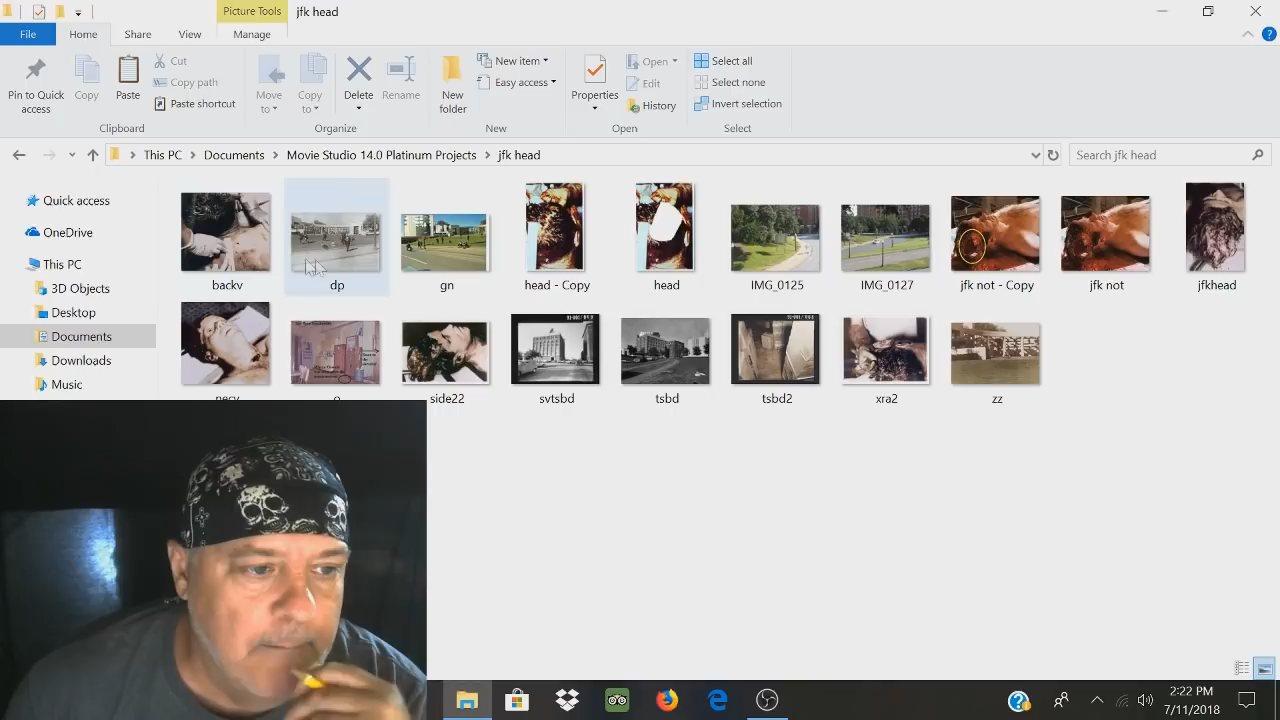 Picture Tools
jfk head
File
Home
Share
View
Manage
Pin to Quick access
Copy
Paste
Cut
Copy path
Paste shortcut
Clipboard
Move to
Copy to
Delete
Rename
Organize
New folder
New item
Easy access
New
Properties
Open
Edit
History
Open
Select all
Select none
Invert selection
Select
This PC
Documents
Movie Studio 14.0 Platinum Projects
jfk head
Search jfk head
Quick access
OneDrive
This PC
3D Objects
Desktop
Documents
Downloads
Music
backv
dp
gn
head - Copy
head
IMG_0125
IMG_0127
jfk not - Copy
jfk not
jfkhead
side22
svtsbd
tsbd
tsbd2
xra2
zz
2:22 PM
7/11/2018